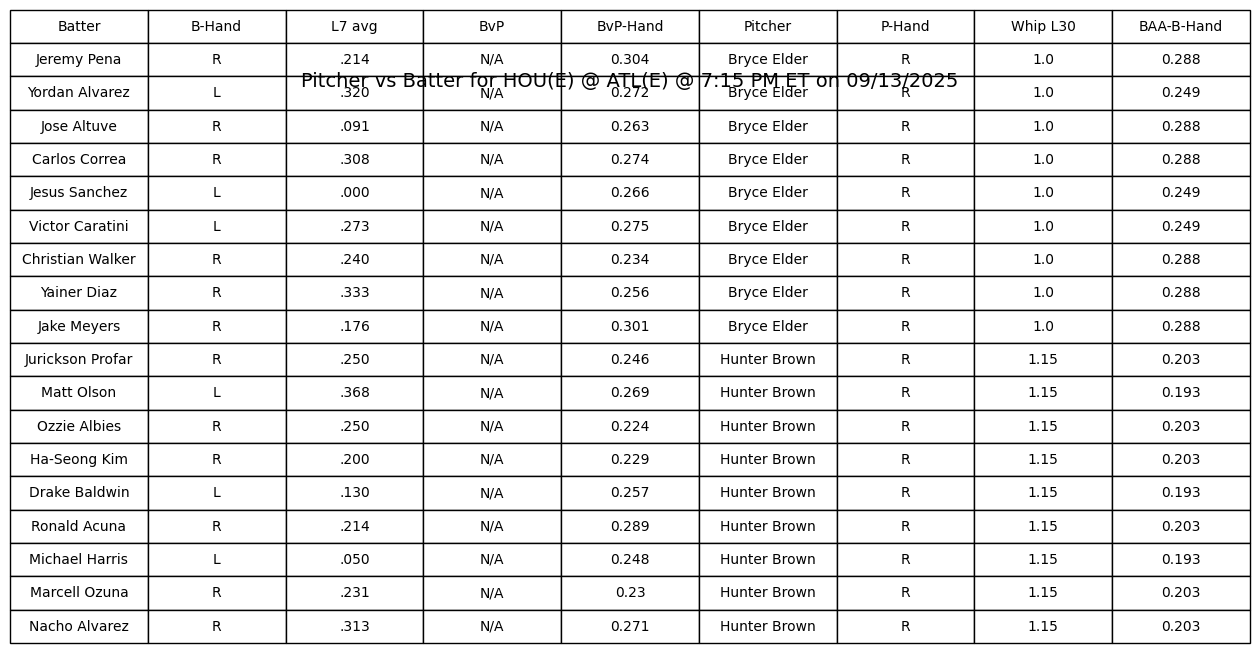 Batter B-Hand L7 avg BvP BvP-Hand Pitcher P-Hand Whip L30 BAA-B-Hand
Jeremy Pena R .214 N/A 0.304 Bryce Elder R 1.0 0.288
Pitcher vs Batter for HOU(E) @ ATL(E) @ 7:15 PM ET on 09/13/2025
Yordan Alvarez L .320 N/A 0.272 Bryce Elder R 1.0 0.249
Jose Altuve R .091 N/A 0.263 Bryce Elder R 1.0 0.288
Carlos Correa R .308 N/A 0.274 Bryce Elder R 1.0 0.288
Jesus Sanchez L .000 N/A 0.266 Bryce Elder R 1.0 0.249
Victor Caratini L .273 N/A 0.275 Bryce Elder R 1.0 0.249
Christian Walker R .240 N/A 0.234 Bryce Elder R 1.0 0.288
Yainer Diaz R .333 N/A 0.256 Bryce Elder R 1.0 0.288
Jake Meyers R .176 N/A 0.301 Bryce Elder R 1.0 0.288
Jurickson Profar R .250 N/A 0.246 Hunter Brown R 1.15 0.203
Matt Olson L .368 N/A 0.269 Hunter Brown R 1.15 0.193
Ozzie Albies R .250 N/A 0.224 Hunter Brown R 1.15 0.203
Ha-Seong Kim R .200 N/A 0.229 Hunter Brown R 1.15 0.203
Drake Baldwin L .130 N/A 0.257 Hunter Brown R 1.15 0.193
Ronald Acuna R .214 N/A 0.289 Hunter Brown R 1.15 0.203
Michael Harris L .050 N/A 0.248 Hunter Brown R 1.15 0.193
Marcell Ozuna R .231 N/A 0.23 Hunter Brown R 1.15 0.203
Nacho Alvarez R .313 N/A 0.271 Hunter Brown R 1.15 0.203